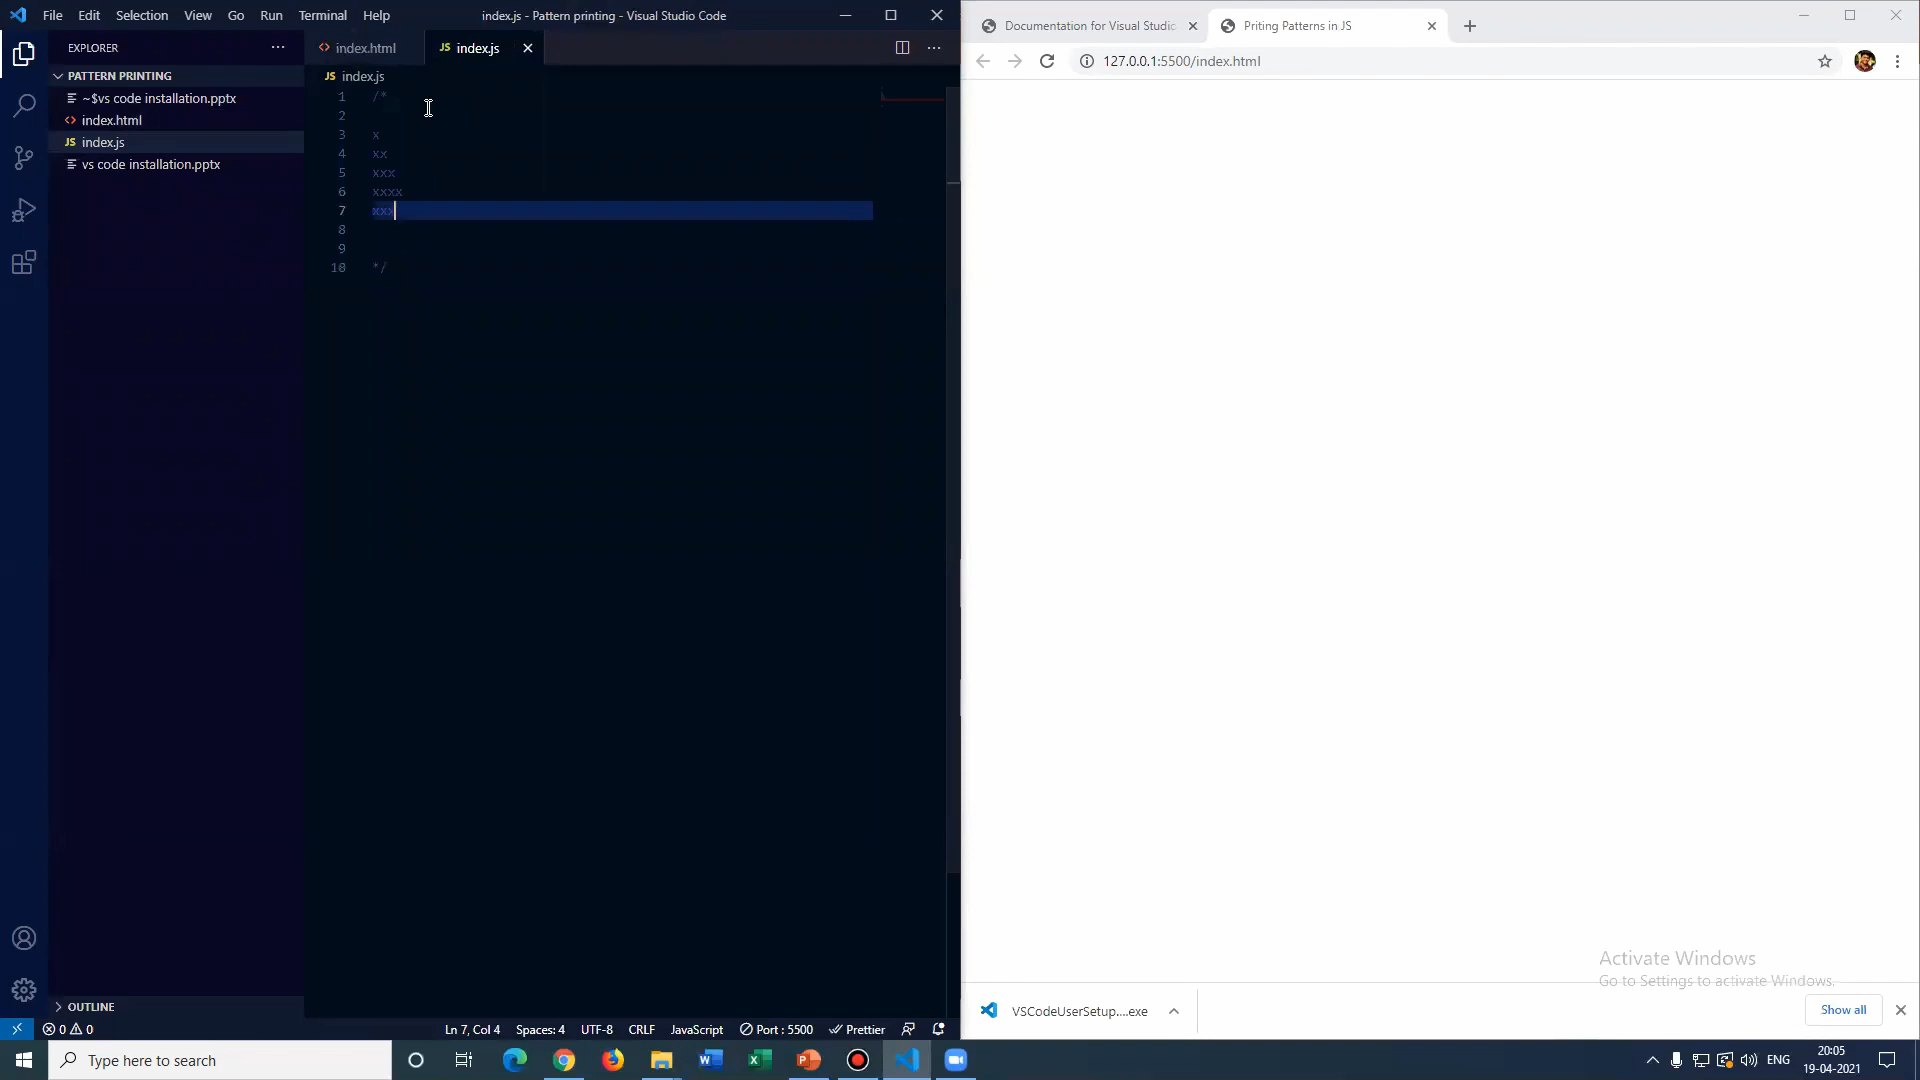 File Edit Selection View Go Run Terminal Help
index.js - Pattern printing - Visual Studio Code
EXPLORER
PATTERN PRINTING
~$vs code installation.pptx
index.html
JS index.js
vs code installation.pptx
OUTLINE
index.html
JS index.js
JS index.js
1 /*
2
3 x
4 xx
5 xxx
6 xxxx
7 xxx
8
9
10 */
0 0
Ln 7, Col 4 Spaces: 4 UTF-8 CRLF JavaScript Port : 5500 Prettier
Documentation for Visual Studio
Priting Patterns in JS
127.0.0.1:5500/index.html
Activate Windows
Go to Settings to activate Windows.
VSCodeUserSetup....exe
Show all
Type here to search
ENG
20:05
19-04-2021